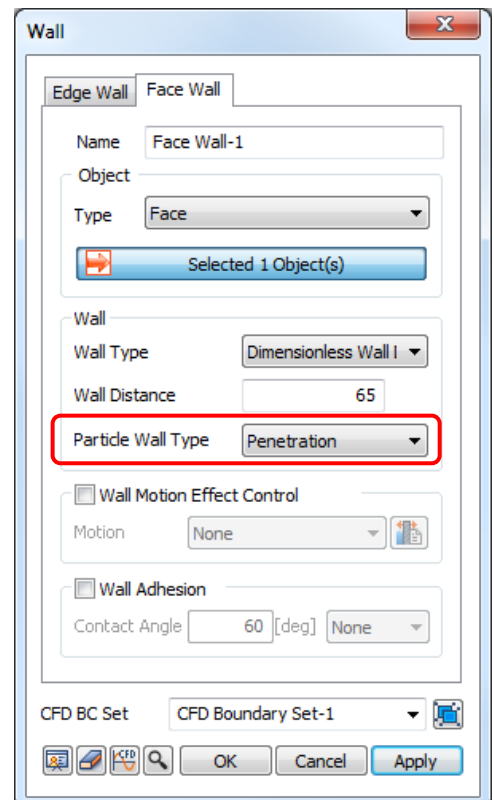 Wall
Edge Wall Face Wall
Name Face Wall-1
Object
Type Face
Selected 1 Object(s)
Wall
Wall Type Dimensionless Wall
Wall Distance 65
Particle Wall Type Penetration
Wall Motion Effect Control
Motion None
Wall Adhesion
Contact Angle 60 [deg] None
CFD BC Set CFD Boundary Set-1
CFD OK Cancel Apply